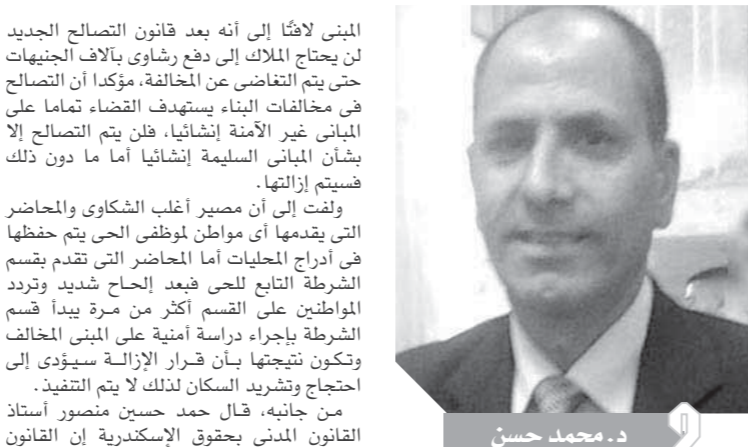 المبنى لافتًا إلى أنه بعد قانون التصالح الجديد
لن يحتاج الملاك إلى دفع رشاوى بآلاف الجنيهات
حتى يتم التغاضى عن المخالفة، مؤكدا أن التصالح
فى مخالفات البناء يستهدف القضاء تماما على
المبانى غير الآمنة إنشائيا، فلن يتم التصالح إلا
بشأن المبانى السليمة إنشائيا أما ما دون ذلك
فسيتم إزالتها.
ولفت إلى أن مصير أغلب الشكاوى والمحاضر
التى يقدمها أى مواطن لموظفى الحى يتم حفظها
فى أدراج المحليات أما المحاضر التى تقدم بقسم
الشرطة التابع للحى فبعد إلحاح شديد وتردد
المواطنين على القسم أكثر من مرة يبدأ قسم
الشرطة بإجراء دراسة أمنية على المبنى المخالف
وتكون نتيجتها بأن قرار الإزالة سيؤدى إلى
احتجاج وتشريد السكان لذلك لا يتم التنفيذ.
من جانبه، قال حمد حسين منصور أستاذ
القانون المدنى بحقوق الإسكندرية إن القانون
د. محمد حسن